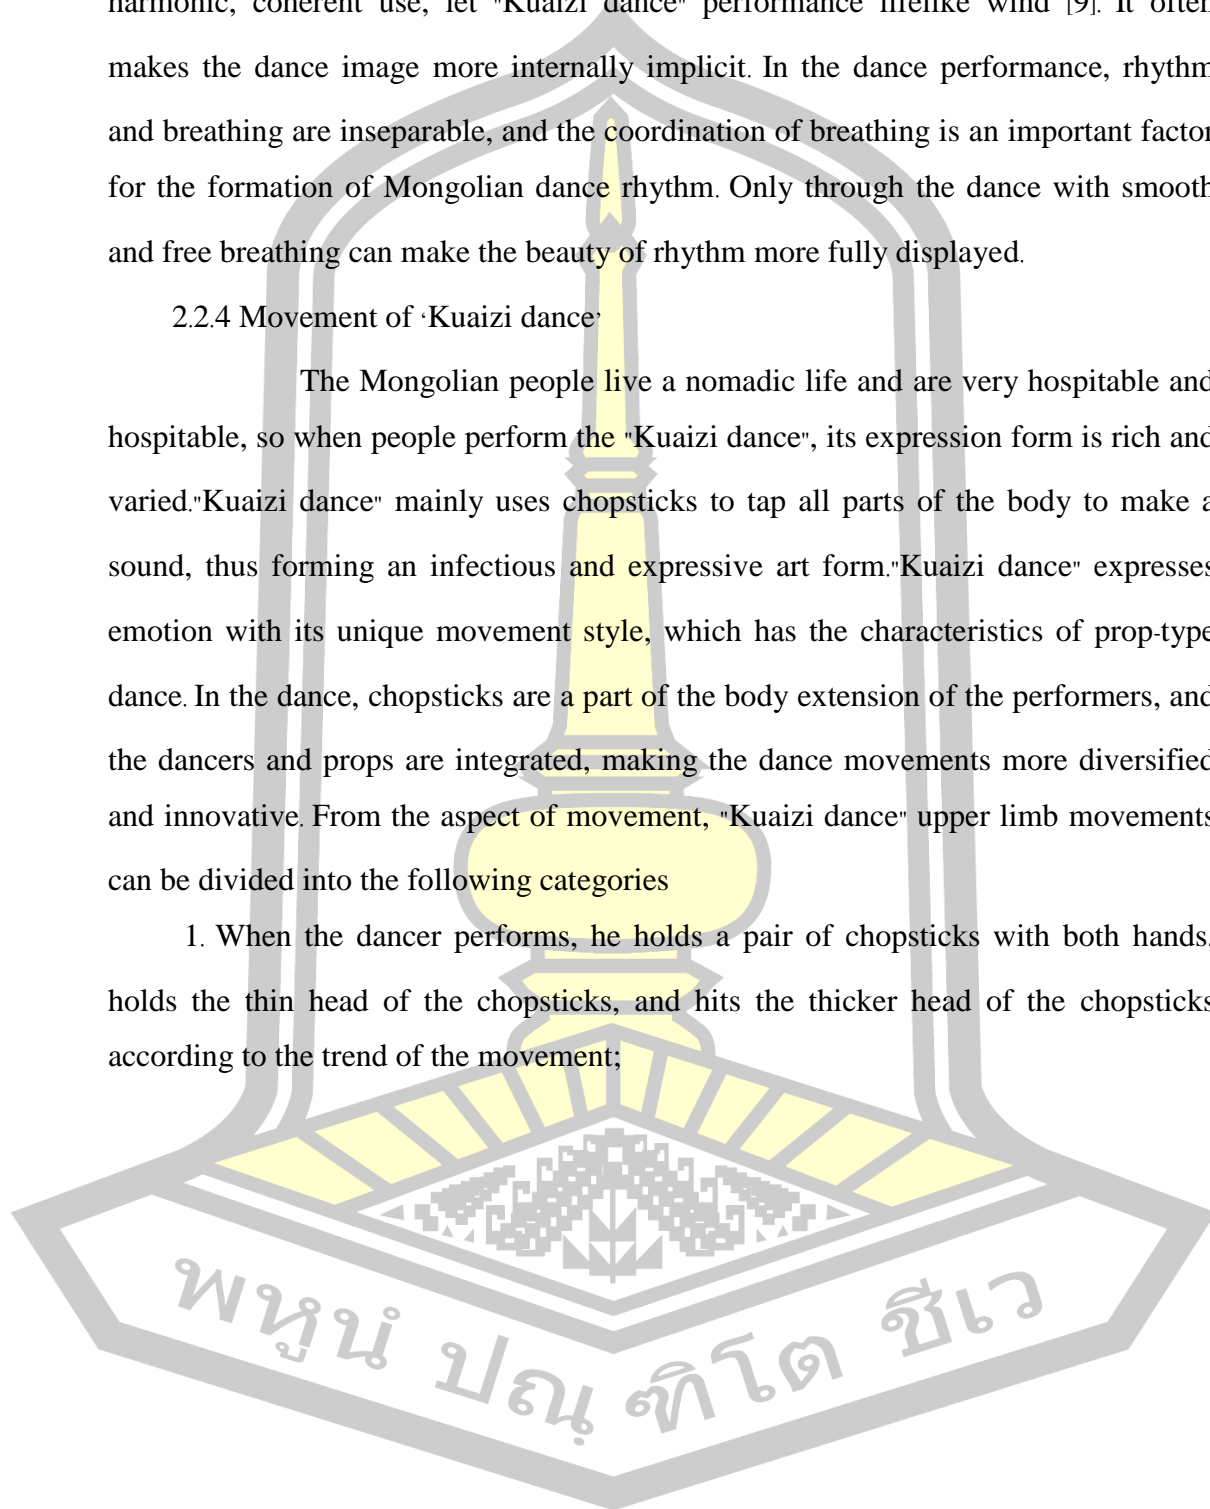 harmonic, coherent use, let "Kuaizi dance" performance lifelike wind [9]. It often
makes the dance image more internally implicit. In the dance performance, rhythm
and breathing are inseparable, and the coordination of breathing is an important factor
for the formation of Mongolian dance rhythm. Only through the dance with smooth
and free breathing can make the beauty of rhythm more fully displayed.
2.2.4 Movement of 'Kuaizi dance'
The Mongolian people live a nomadic life and are very hospitable and
hospitable, so when people perform the "Kuaizi dance", its expression form is rich and
varied."Kuaizi dance" mainly uses chopsticks to tap all parts of the body to make a
sound, thus forming an infectious and expressive art form."Kuaizi dance" expresses
emotion with its unique movement style, which has the characteristics of prop-type
dance. In the dance, chopsticks are a part of the body extension of the performers, and
the dancers and props are integrated, making the dance movements more diversified
and innovative. From the aspect of movement, "Kuaizi dance" upper limb movements
can be divided into the following categories
1. When the dancer performs, he holds a pair of chopsticks with both hands,
holds the thin head of the chopsticks, and hits the thicker head of the chopsticks
according to the trend of the movement;
พหูนํ ปณฺฑิโต ชีเว